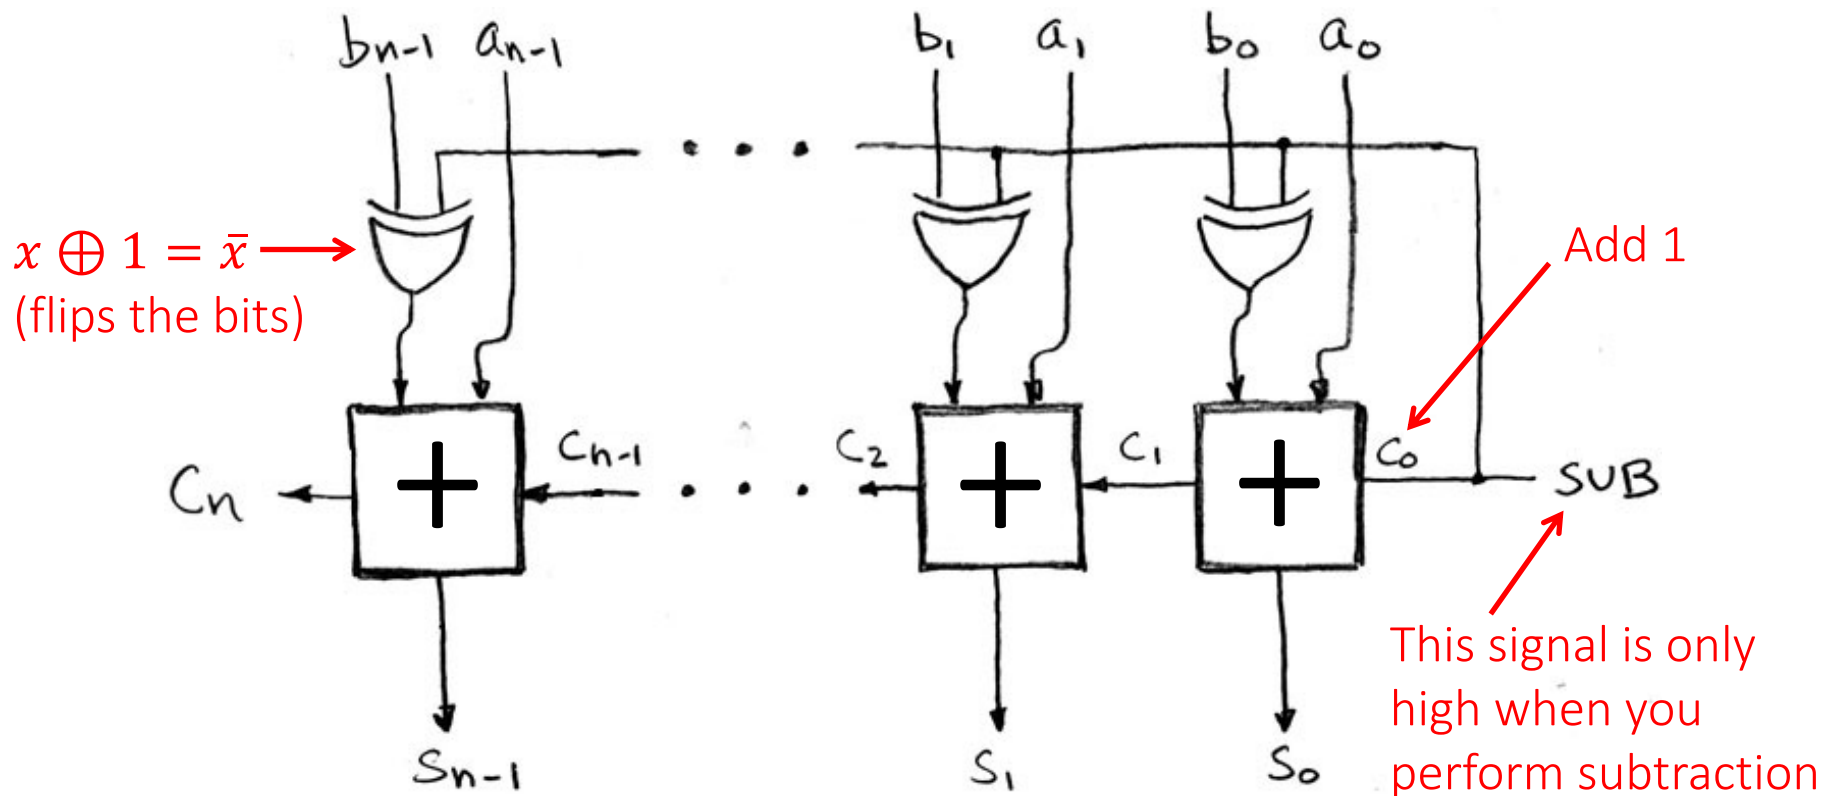 bn-1 an-1 b1 a1 b0 a0
x ⊕ 1 = x̄
(flips the bits)
Add 1
Cn + Cn-1 C2 + C1 + C0 SUB
This signal is only
high when you
perform subtraction
Sn-1 S1 S0